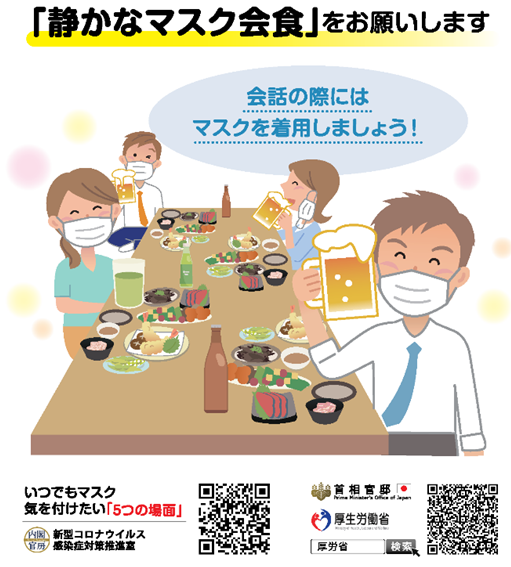 「静かなマスク会食」をお願いします
会話の際には
マスクを着用しましょう!
いつでもマスク
気を付けたい「5つの場面」
内閣官房
新型コロナウイルス
感染症対策推進室
首相官邸
Prime Minister's Office of Japan
厚生労働省
厚労省 検索